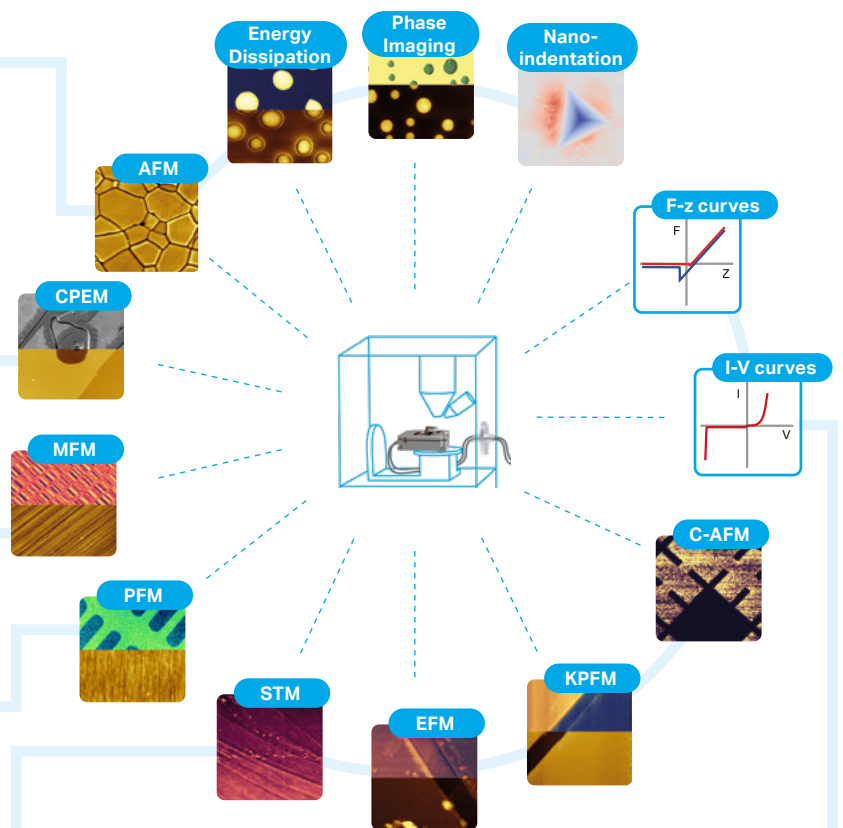 Energy
Dissipation
Phase
Imaging
Nano-
indentation
AFM
F-z curves
F
Z
CPEM
I-V curves
I
V
MFM
C-AFM
PFM
KPFM
STM
EFM